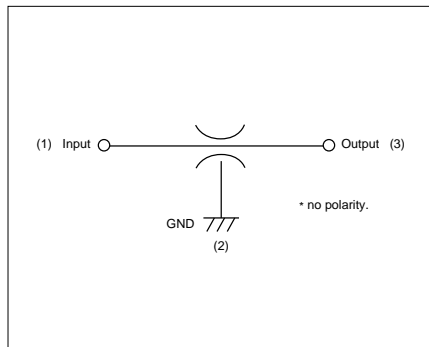 (1) Input Output (3)
* no polarity.
GND
(2)